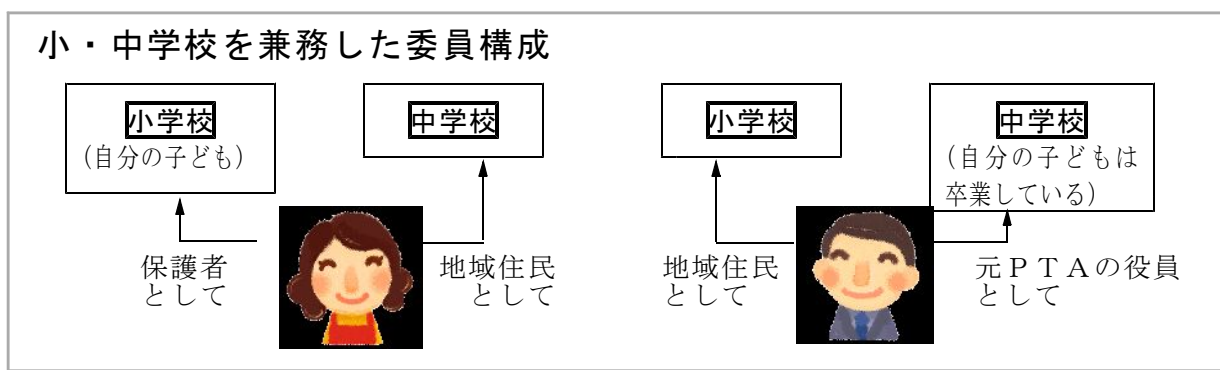 小・中学校を兼務した委員構成
小学校
(自分の子ども)
中学校
小学校
中学校
(自分の子どもは
卒業している)
保護者
として
地域住民
として
地域住民
として
元ＰＴＡの役員
として